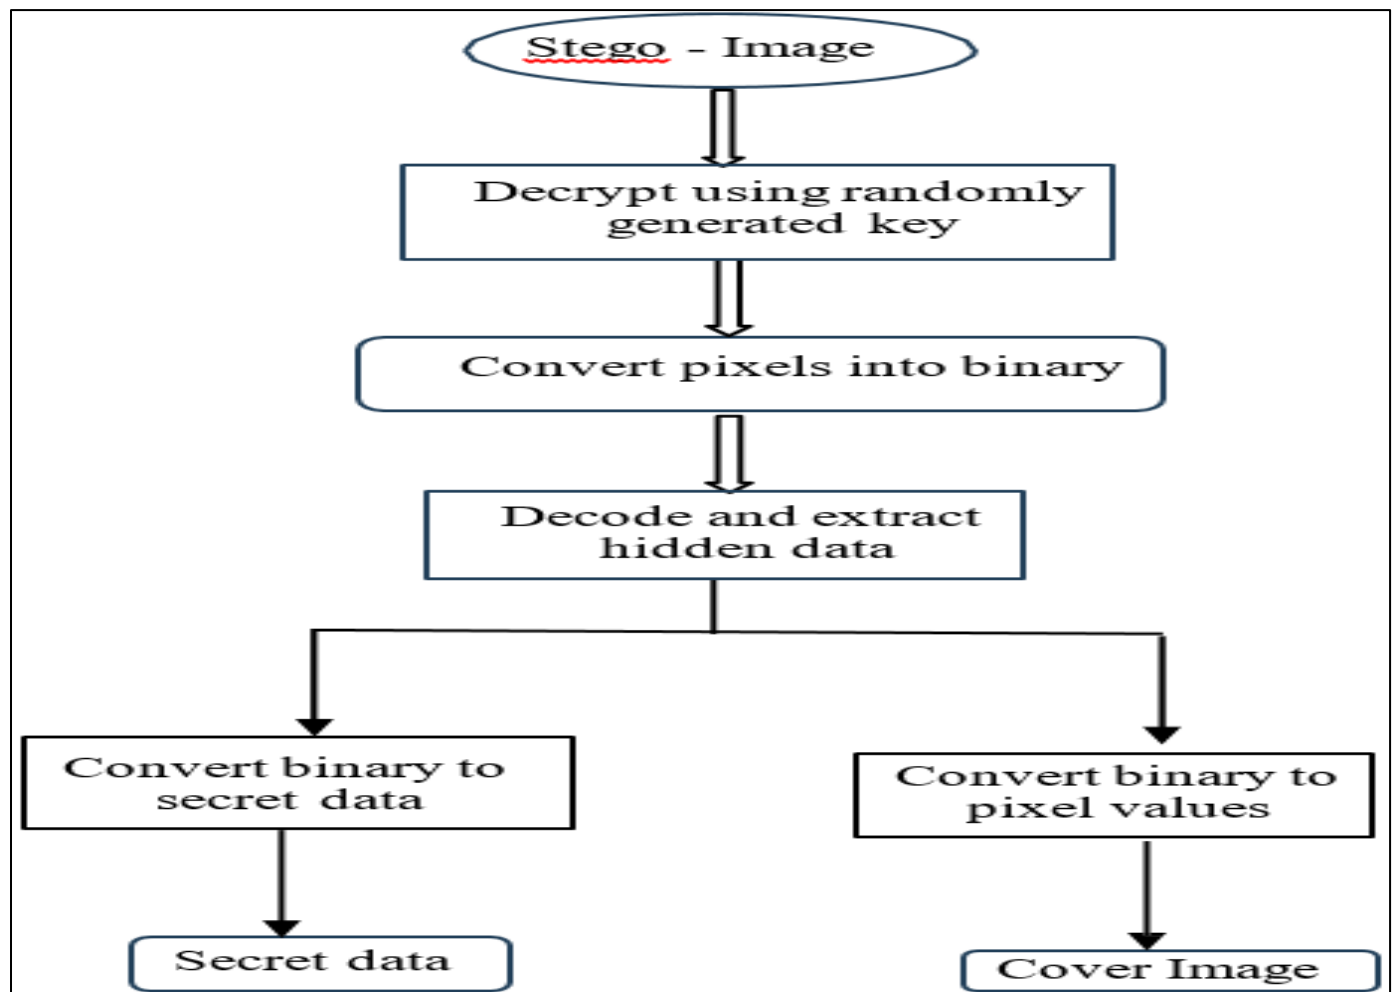 Stego - Image
Decrypt using randomly
generated key
Convert pixels into binary
Decode and extract
hidden data
Convert binary to
secret data
Convert binary to
pixel values
Secret data
Cover Image